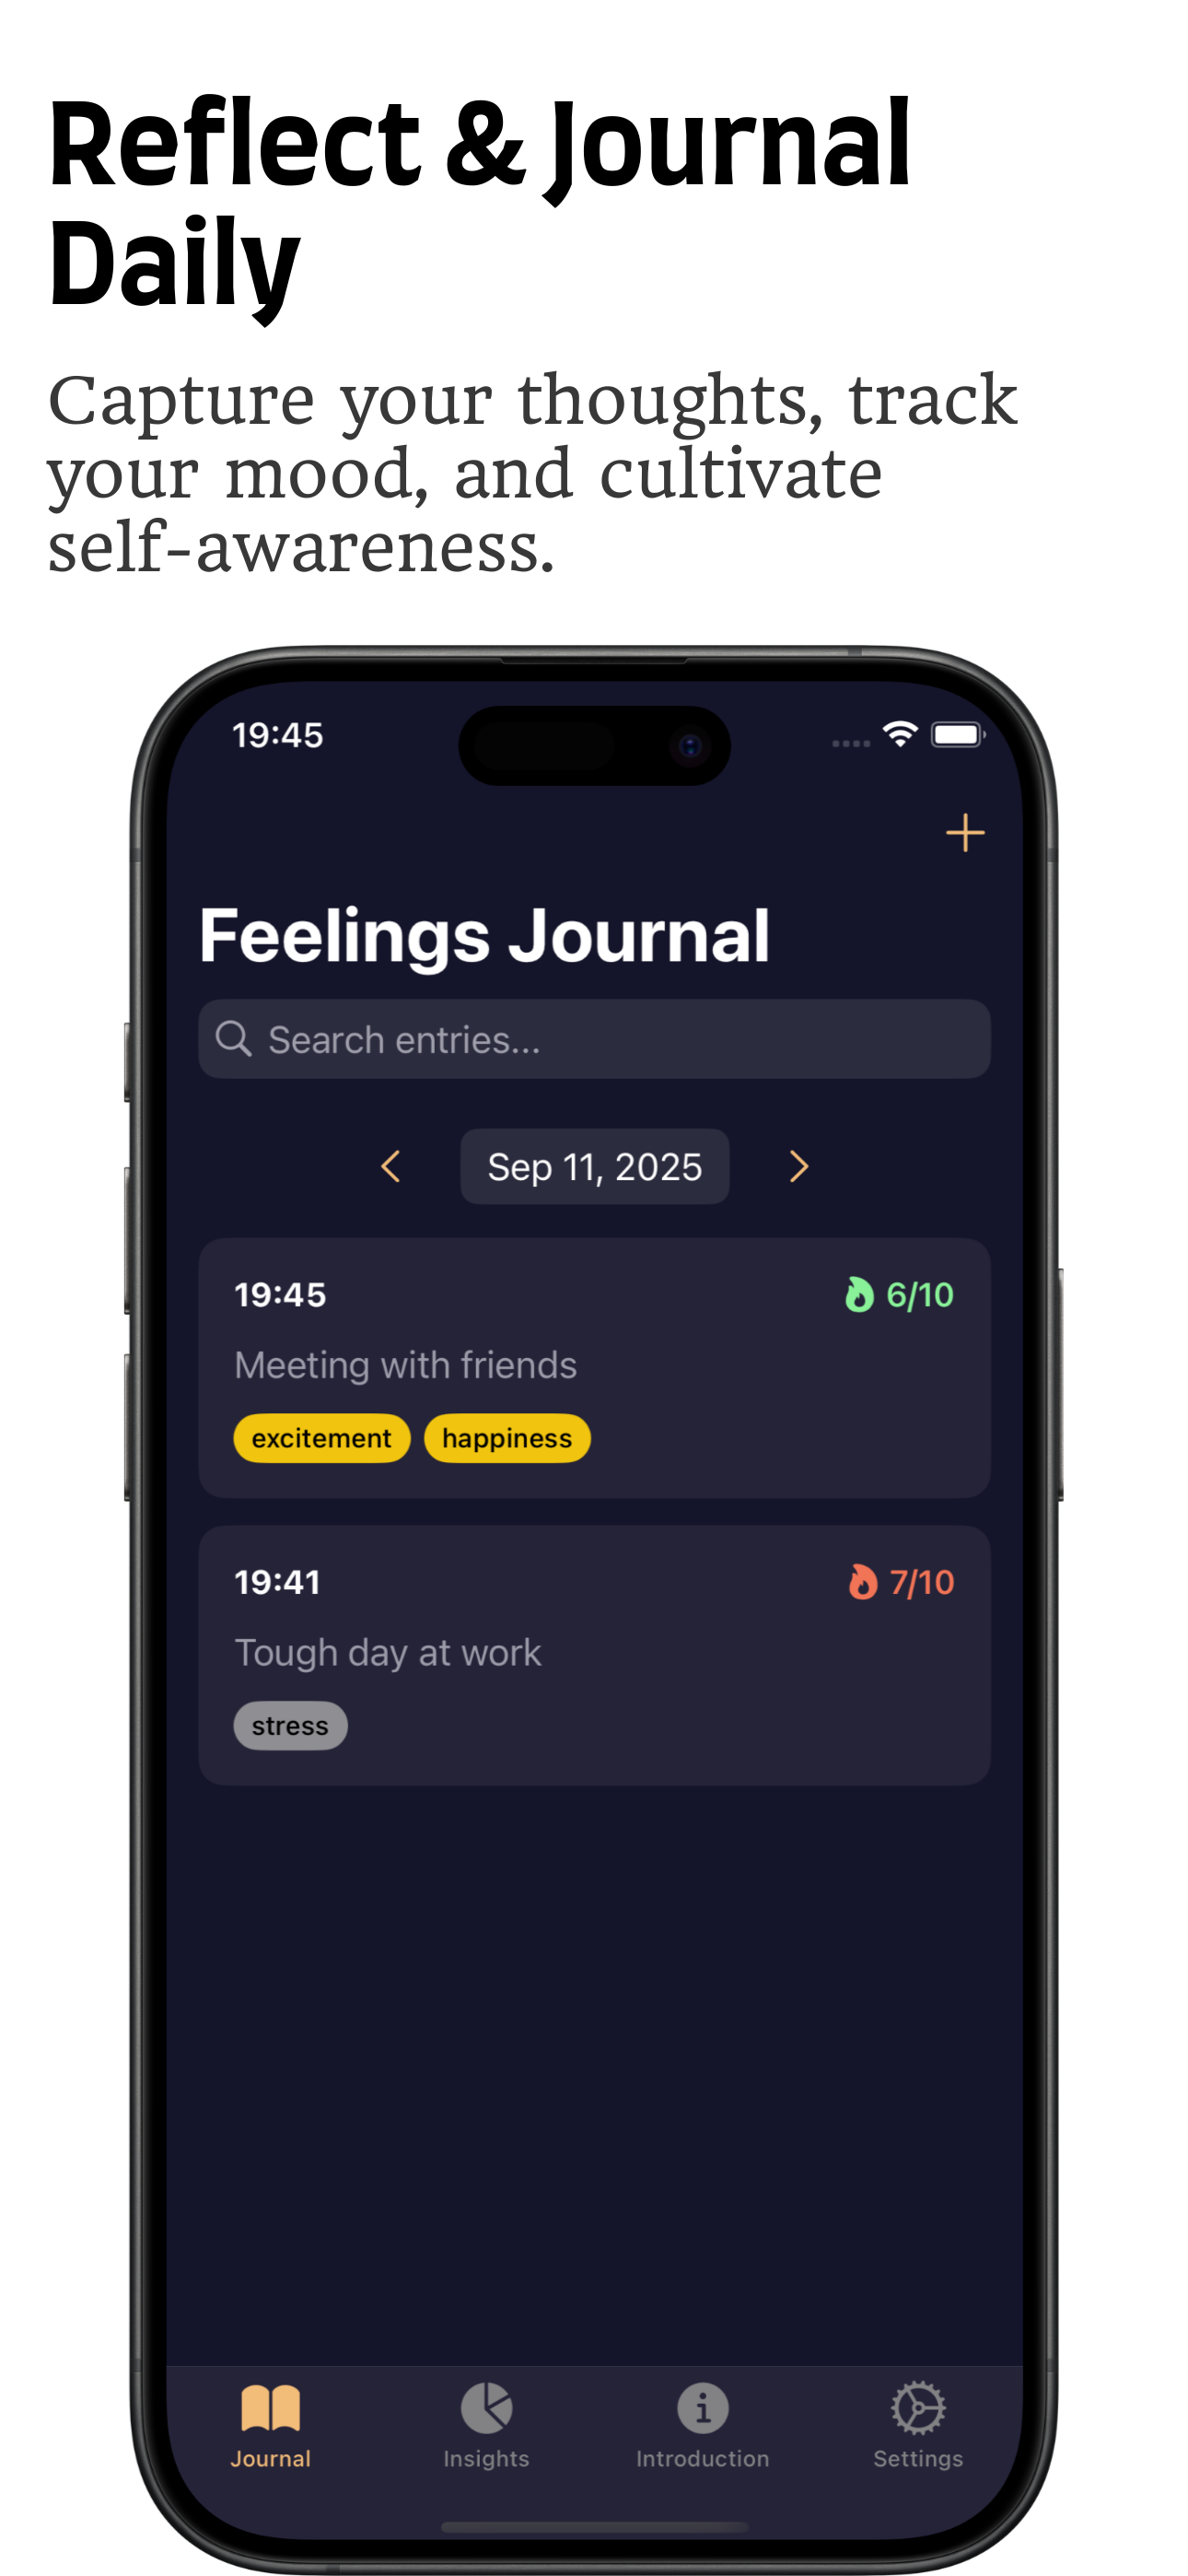 Reflect & Journal
Daily
Capture your thoughts, track
your mood, and cultivate
self-awareness.
19:45
Feelings Journal
Search entries...
Sep 11, 2025
19:45 6/10
Meeting with friends
excitement happiness
19:41 7/10
Tough day at work
stress
Journal Insights Introduction Settings